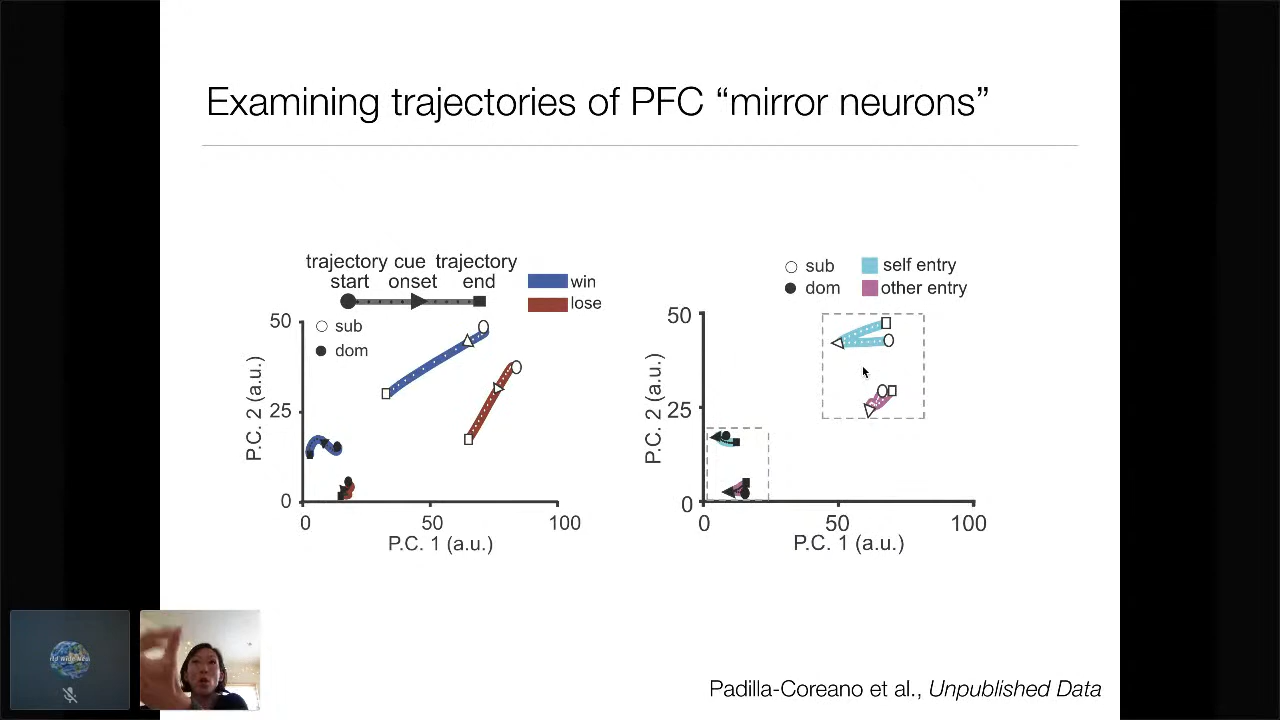 Examining trajectories of PFC “mirror neurons”
trajectory cue trajectory
start onset end
win
lose
50
sub
dom
25
0
P.C. 2 (a.u.)
0 50 100
P.C. 1 (a.u.)
sub self entry
dom other entry
50
25
0
P.C. 2 (a.u.)
0 50 100
P.C. 1 (a.u.)
Padilla-Coreano et al., Unpublished Data